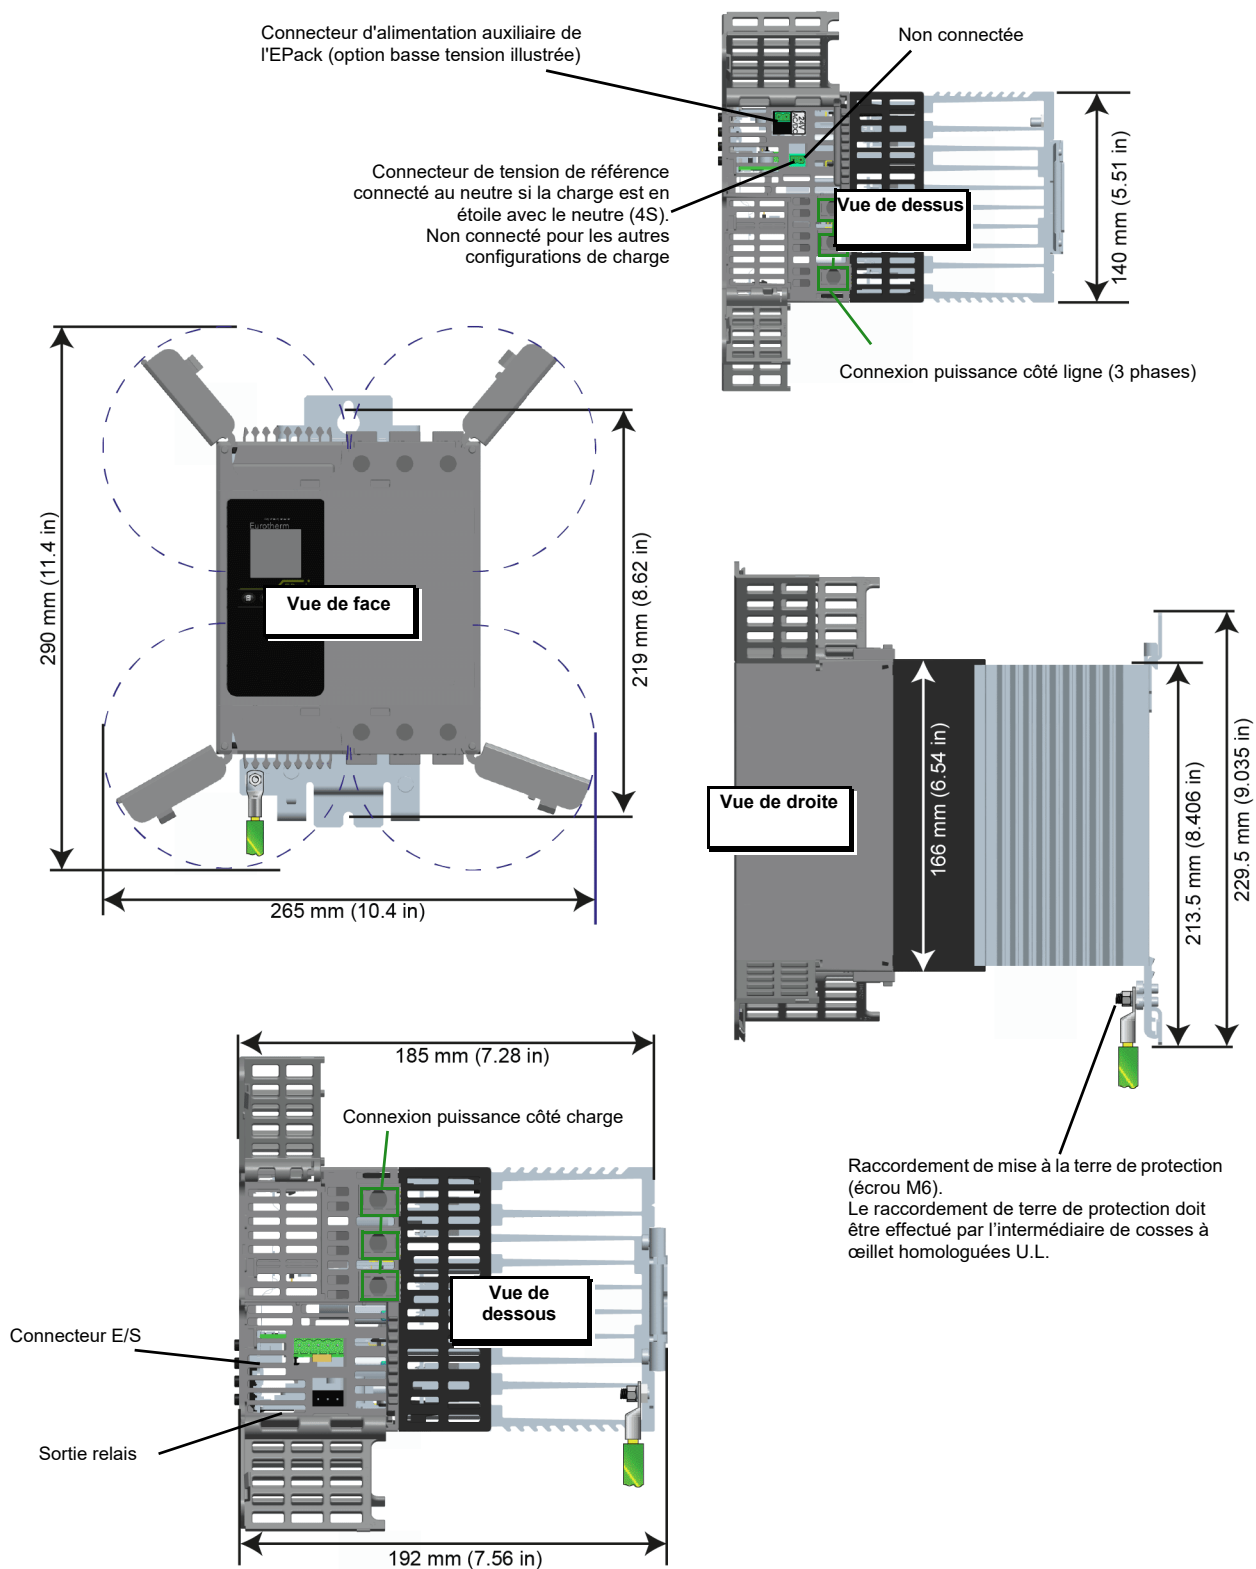 Connecteur d'alimentation auxiliaire de
l'EPack (option basse tension illustrée)
Non connectée
Connecteur de tension de référence
connecté au neutre si la charge est en
étoile avec le neutre (4S).
Non connecté pour les autres
configurations de charge
Vue de dessus
140 mm (5.51 in)
Connexion puissance côté ligne (3 phases)
290 mm (11.4 in)
Eurotherm
Vue de face
219 mm (8.62 in)
265 mm (10.4 in)
Vue de droite
166 mm (6.54 in)
213.5 mm (8.406 in)
229.5 mm (9.035 in)
185 mm (7.28 in)
Connexion puissance côté charge
Raccordement de mise à la terre de protection
(écrou M6).
Le raccordement de terre de protection doit
être effectué par l'intermédiaire de cosses à
œillet homologuées U.L.
Vue de
dessous
Connecteur E/S
Sortie relais
192 mm (7.56 in)